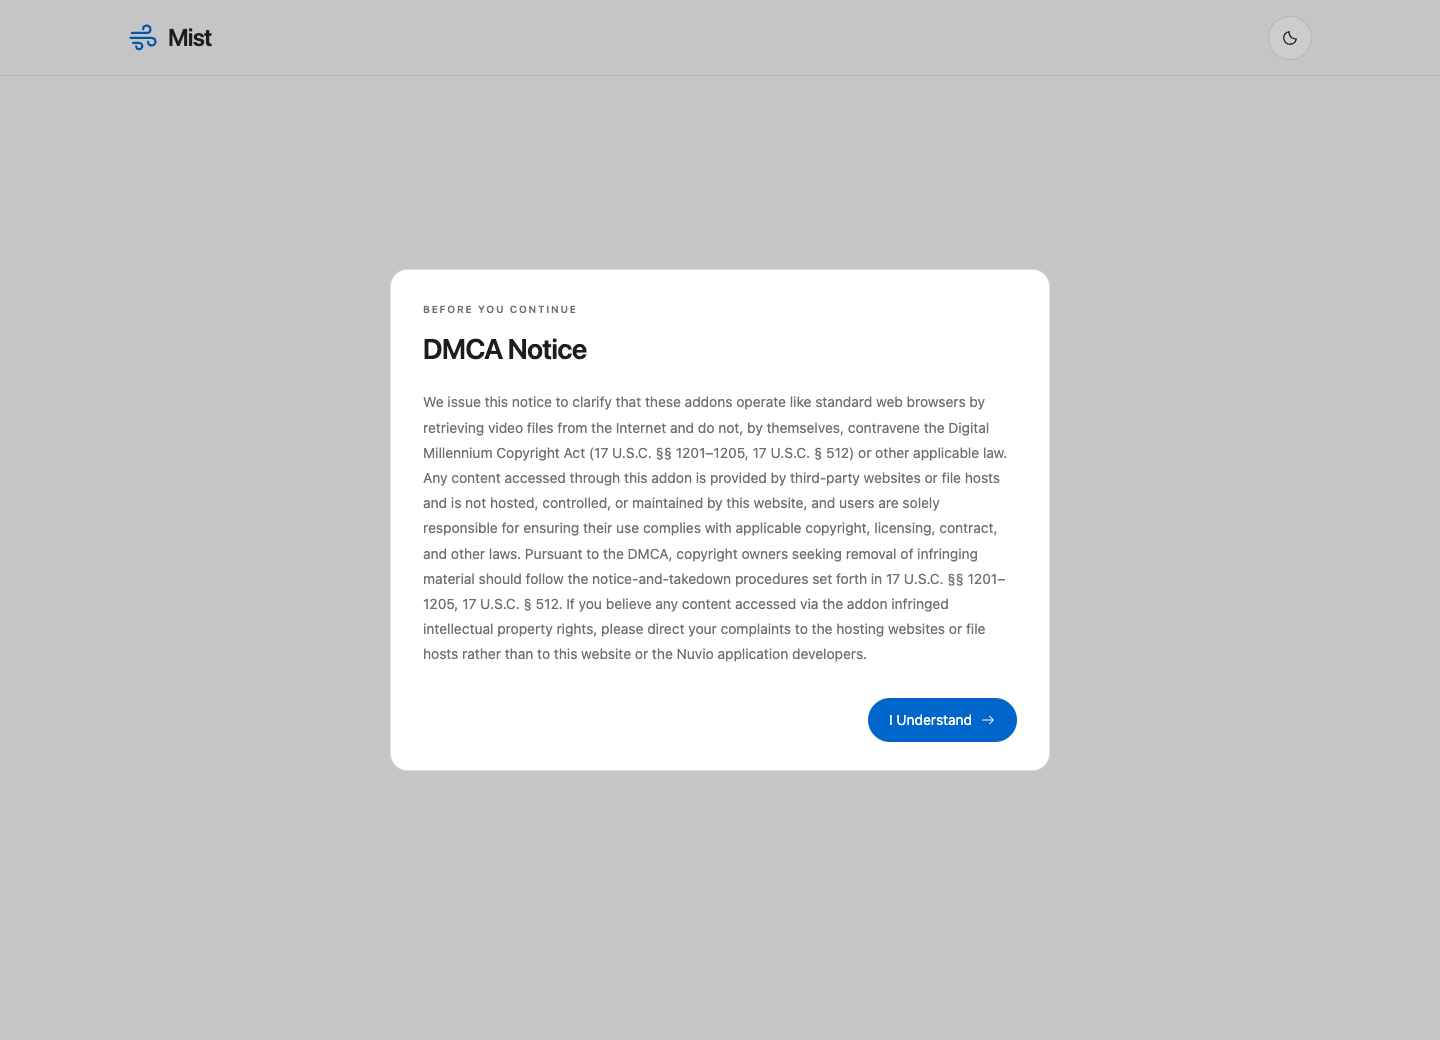 Mist
BEFORE YOU CONTINUE
DMCA Notice
We issue this notice to clarify that these addons operate like standard web browsers by
retrieving video files from the Internet and do not, by themselves, contravene the Digital
Millennium Copyright Act (17 U.S.C. §§ 1201–1205, 17 U.S.C. § 512) or other applicable law.
Any content accessed through this addon is provided by third-party websites or file hosts
and is not hosted, controlled, or maintained by this website, and users are solely
responsible for ensuring their use complies with applicable copyright, licensing, contract,
and other laws. Pursuant to the DMCA, copyright owners seeking removal of infringing
material should follow the notice-and-takedown procedures set forth in 17 U.S.C. §§ 1201–
1205, 17 U.S.C. § 512. If you believe any content accessed via the addon infringed
intellectual property rights, please direct your complaints to the hosting websites or file
hosts rather than to this website or the Nuvio application developers.
I Understand